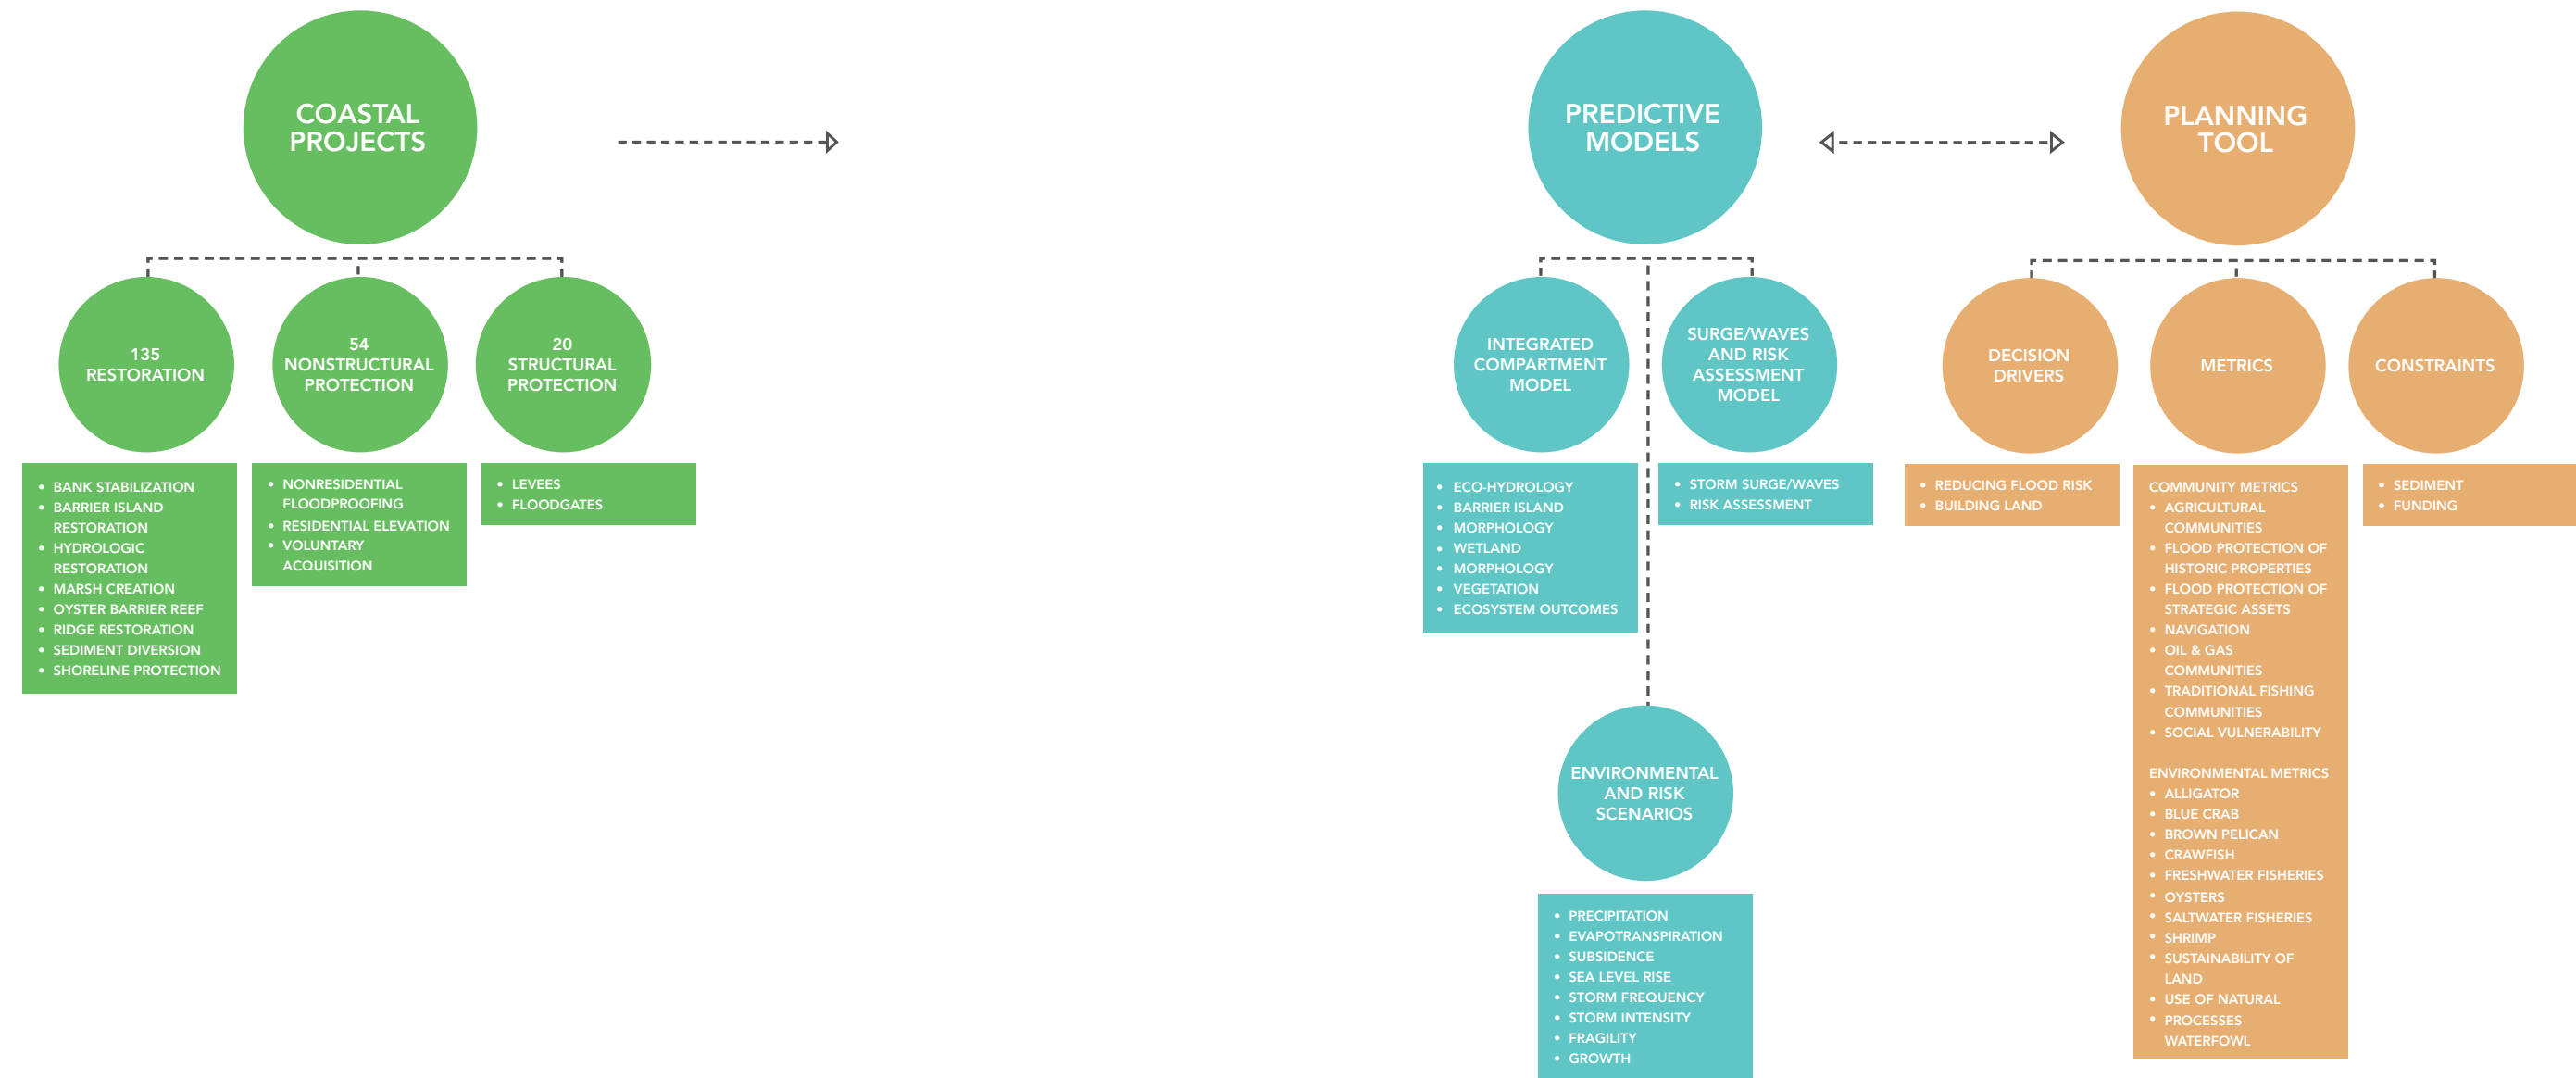 COASTAL
PROJECTS
135
RESTORATION
• BANK STABILIZATION
• BARRIER ISLAND
RESTORATION
• HYDROLOGIC
RESTORATION
• MARSH CREATION
• OYSTER BARRIER REEF
• RIDGE RESTORATION
• SEDIMENT DIVERSION
• SHORELINE PROTECTION
54
NONSTRUCTURAL
PROTECTION
• NONRESIDENTIAL
FLOODPROOFING
• RESIDENTIAL ELEVATION
• VOLUNTARY
ACQUISITION
20
STRUCTURAL
PROTECTION
• LEVEES
• FLOODGATES
PREDICTIVE
MODELS
INTEGRATED
COMPARTMENT
MODEL
• ECO-HYDROLOGY
• BARRIER ISLAND
• MORPHOLOGY
• WETLAND
• MORPHOLOGY
• VEGETATION
• ECOSYSTEM OUTCOMES
SURGE/WAVES
AND RISK
ASSESSMENT
MODEL
• STORM SURGE/WAVES
• RISK ASSESSMENT
ENVIRONMENTAL
AND RISK
SCENARIOS
• PRECIPITATION
• EVAPOTRANSPIRATION
• SUBSIDENCE
• SEA LEVEL RISE
• STORM FREQUENCY
• STORM INTENSITY
• FRAGILITY
• GROWTH
PLANNING
TOOL
DECISION
DRIVERS
• REDUCING FLOOD RISK
• BUILDING LAND
METRICS
COMMUNITY METRICS
• AGRICULTURAL
COMMUNITIES
• FLOOD PROTECTION OF
HISTORIC PROPERTIES
• FLOOD PROTECTION OF
STRATEGIC ASSETS
• NAVIGATION
• OIL & GAS
COMMUNITIES
• TRADITIONAL FISHING
COMMUNITIES
• SOCIAL VULNERABILITY
ENVIRONMENTAL METRICS
• ALLIGATOR
• BLUE CRAB
• BROWN PELICAN
• CRAWFISH
• FRESHWATER FISHERIES
• OYSTERS
• SALTWATER FISHERIES
• SHRIMP
• SUSTAINABILITY OF
LAND
• USE OF NATURAL
• PROCESSES
WATERFOWL
CONSTRAINTS
• SEDIMENT
• FUNDING